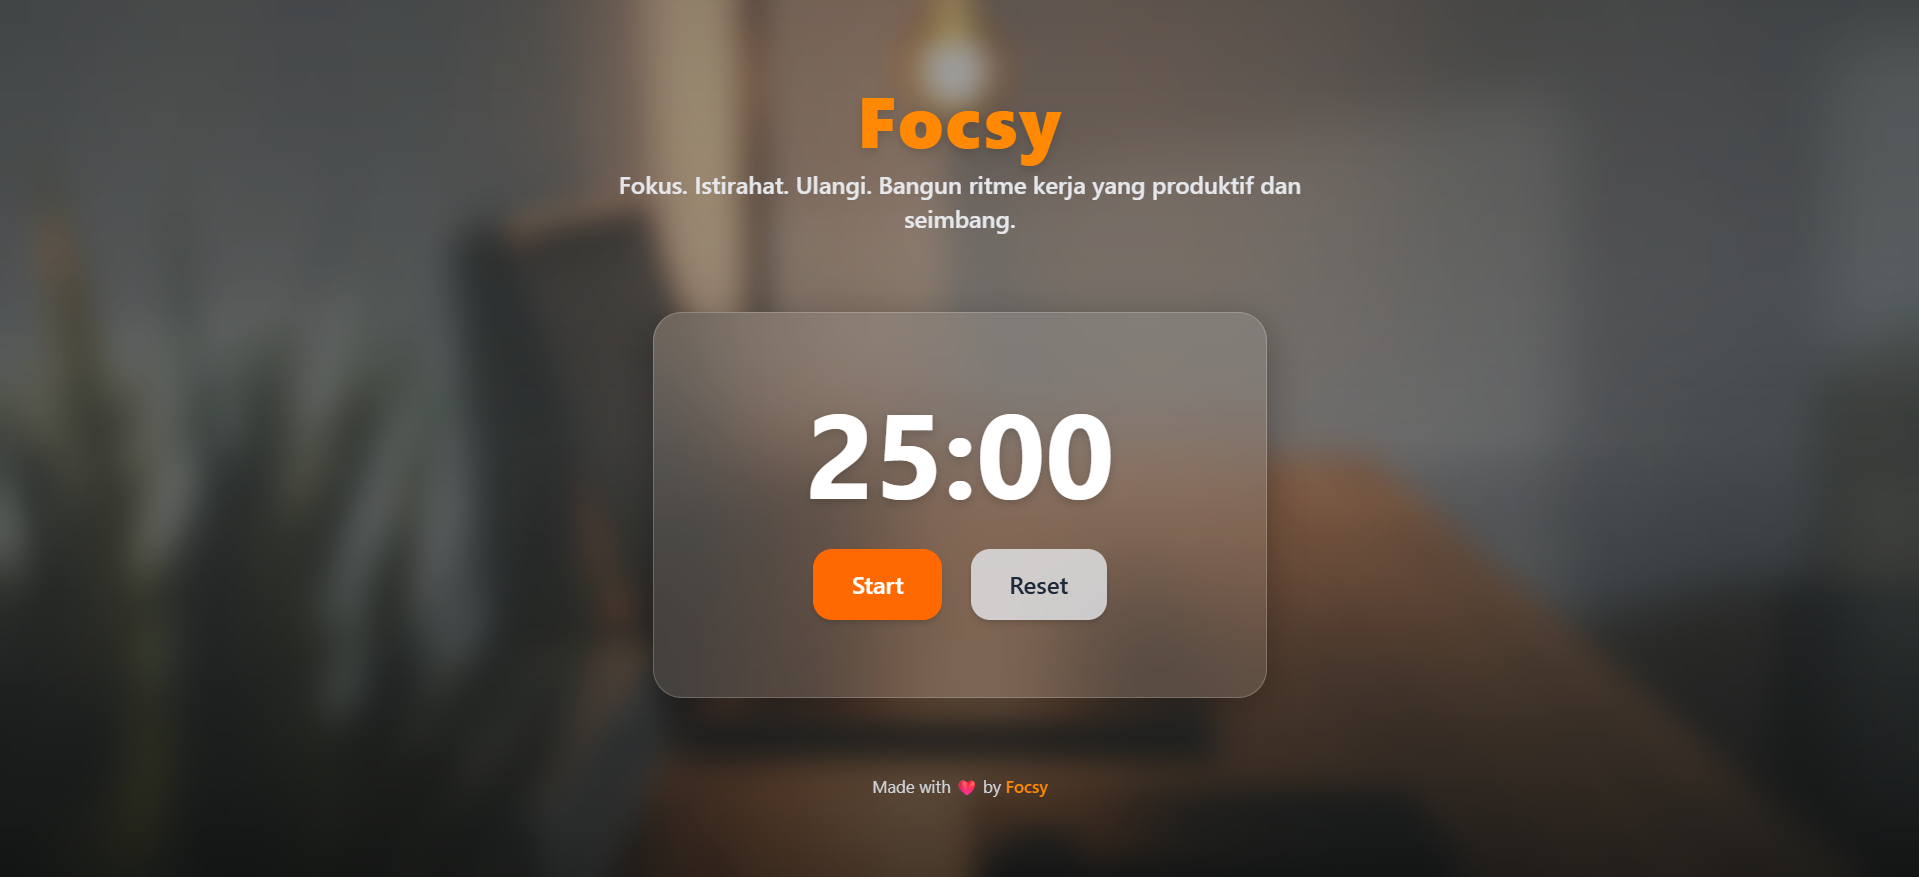 Focsy
Fokus. Istirahat. Ulangi. Bangun ritme kerja yang produktif dan
seimbang.
25:00
Start Reset
Made with 💗 by Focsy